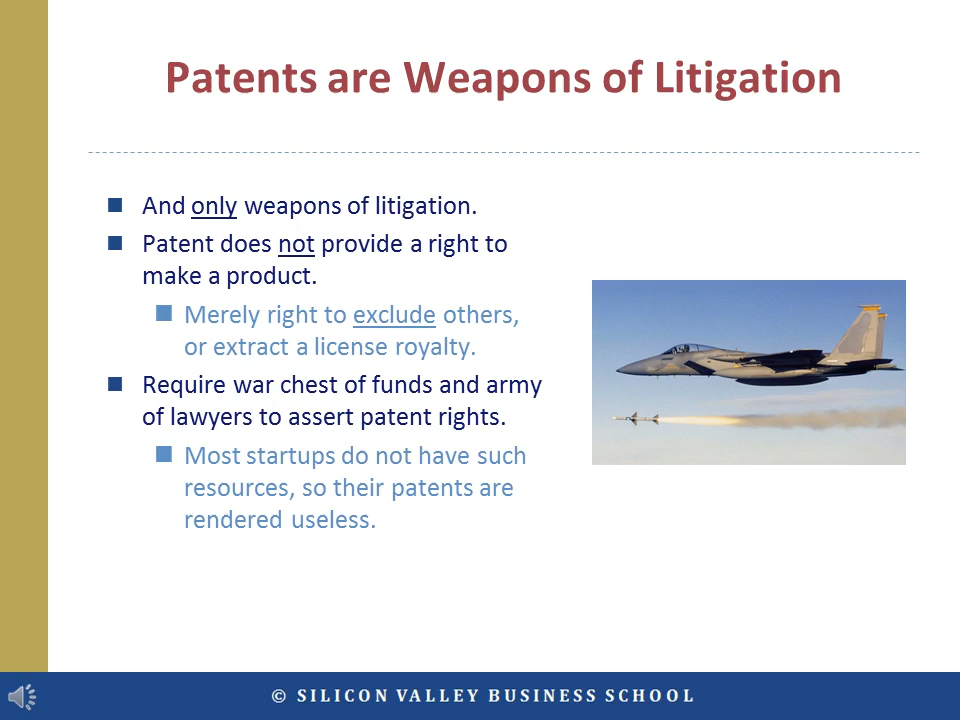 Patents are Weapons of Litigation
And only weapons of litigation.
Patent does not provide a right to
make a product.
Merely right to exclude others,
or extract a license royalty.
Require war chest of funds and army
of lawyers to assert patent rights.
Most startups do not have such
resources, so their patents are
rendered useless.
© SILICON VALLEY BUSINESS SCHOOL